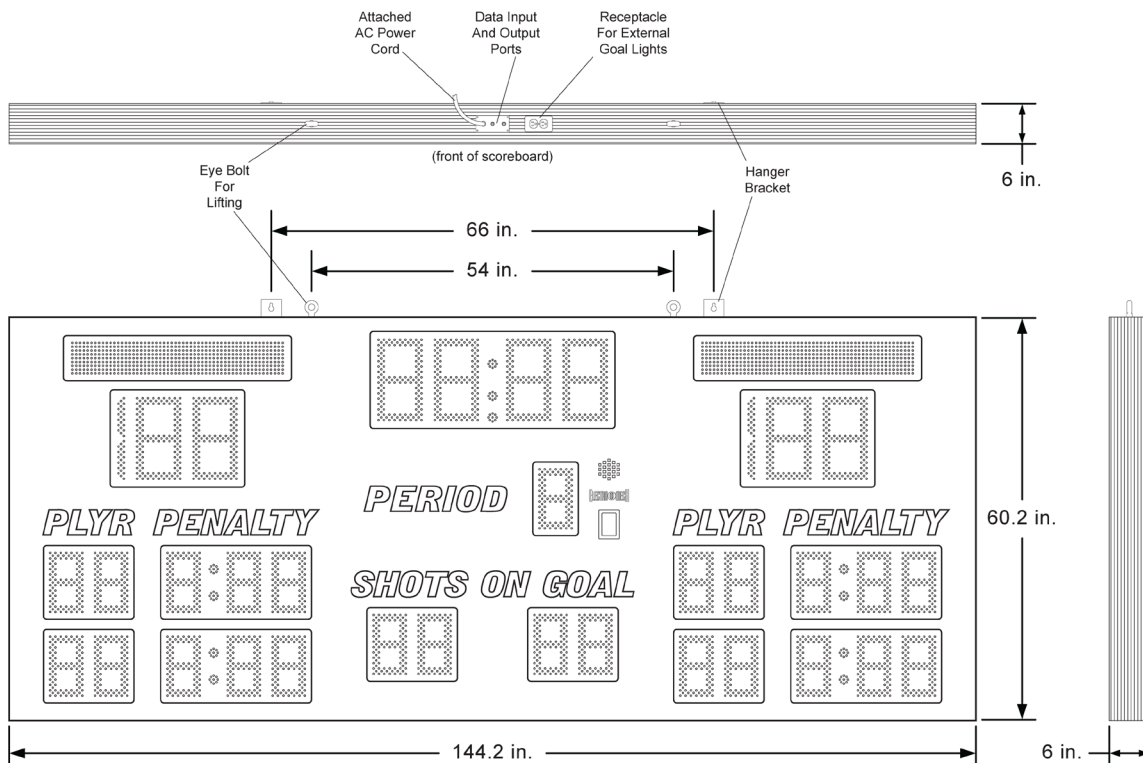 Attached
AC Power
Cord
Data Input
And Output
Ports
Receptacle
For External
Goal Lights
(front of scoreboard)
6 in.
Eye Bolt
For
Lifting
Hanger
Bracket
66 in.
54 in.
PERIOD
PLYR PENALTY
PLYR PENALTY
60.2 in.
SHOTS ON GOAL
144.2 in.
6 in.